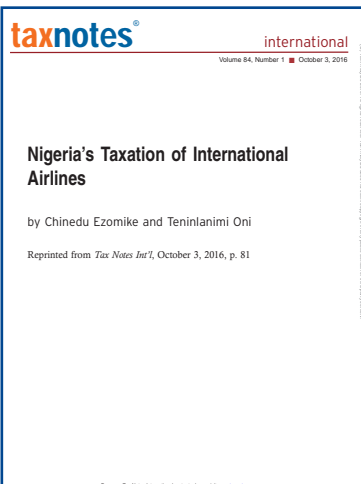 taxnotes®
international
Volume 84, Number 1 ■ October 3, 2016
Nigeria's Taxation of International
Airlines
by Chinedu Ezomike and Teninlanimi Oni
Reprinted from Tax Notes Int'l, October 3, 2016, p. 81